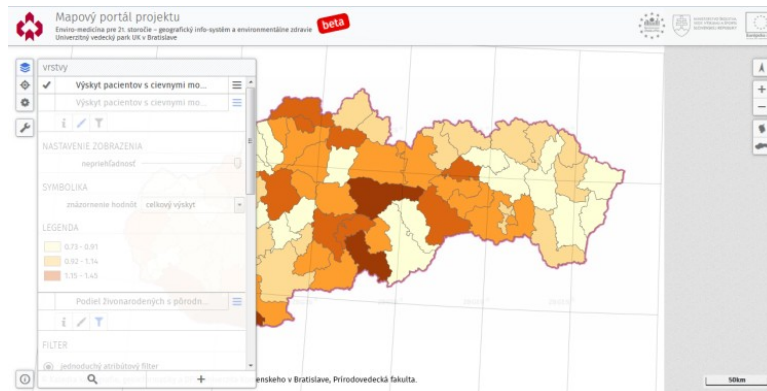 Mapový portál projektu
Enviro-medicína pre 21. storočie – geografický info-systém a environmentálne zdravie
Univerzitný vedecký park UK v Bratislave
beta
vrstvy
Výskyt pacientov s cievnymi mo...
Výskyt pacientov s cievnymi mo...
NASTAVENIE ZOBRAZENIA
nepriehľadnosť
SYMBOLIKA
znázornenie hodnôt celkový výskyt
LEGENDA
0.73 - 0.91
0.92 - 1.14
1.15 - 1.45
Podiel živonarodených s pôrodn...
FILTER
jednoduchý atribútový filter
enskeho v Bratislave, Prírodovedecká fakulta.
50km